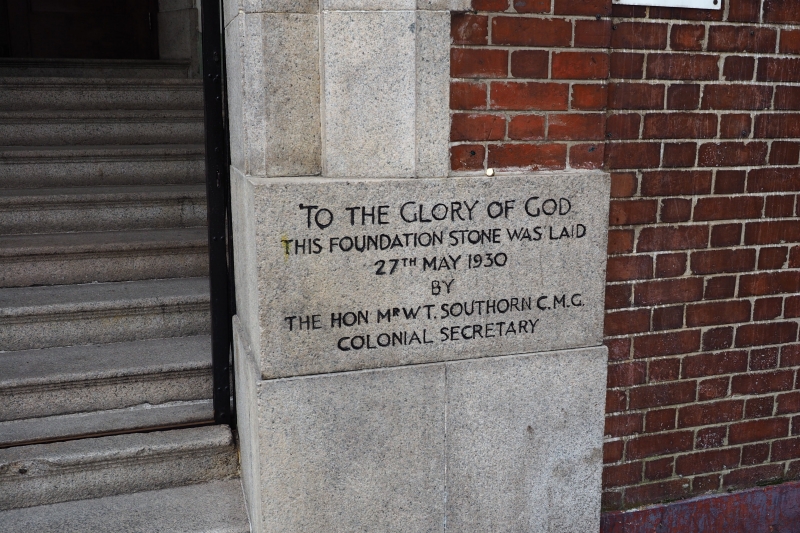 TO THE GLORY OF GOD
THIS FOUNDATION STONE WAS LAID
27TH MAY 1930
BY
THE HON MR W.T. SOUTHORN C.M.G.
COLONIAL SECRETARY